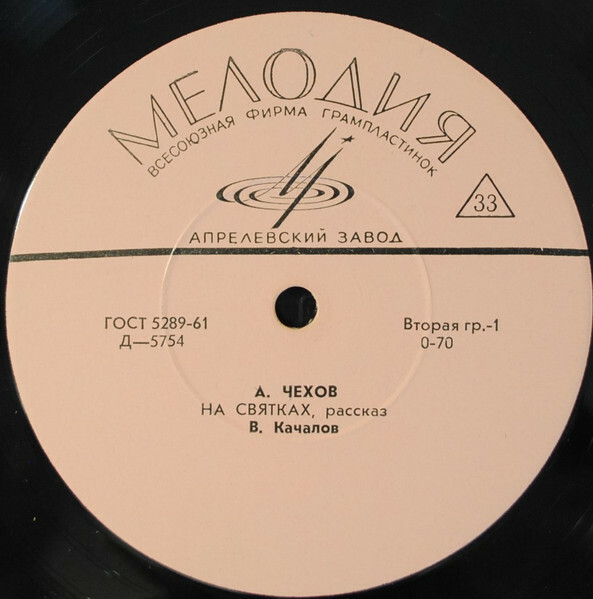 МЕЛОДИЯ
ВСЕСОЮЗНАЯ ФИРМА ГРАМПЛАСТИНОК
33
АПРЕЛЕВСКИЙ ЗАВОД
ГОСТ 5289-61
Д—5754
Вторая гр.-1
0-70
А. ЧЕХОВ
НА СВЯТКАХ, рассказ
В. Качалов